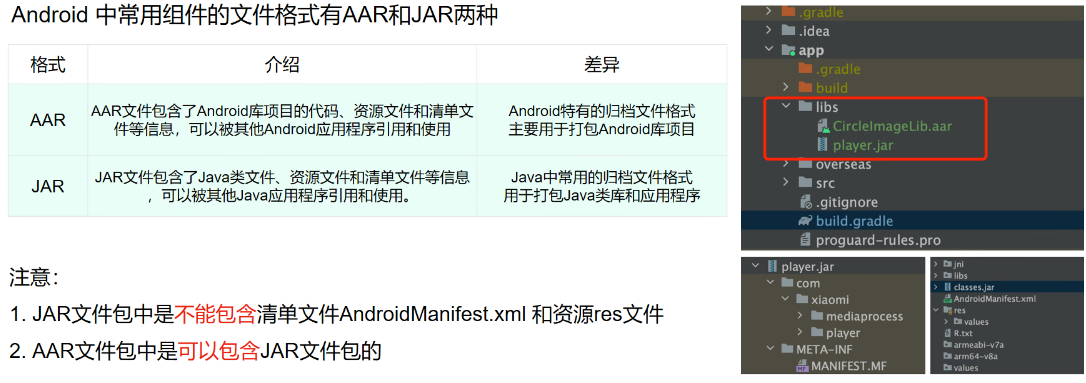 Android 中常用组件的文件格式有AAR和JAR两种
格式
介绍
差异
AAR
AAR文件包含了Android库项目的代码、资源文件和清单文
件等信息，可以被其他Android应用程序引用和使用
Android特有的归档文件格式
主要用于打包Android库项目
JAR
JAR文件包含了Java类文件、资源文件和清单文件等信息
，可以被其他Java应用程序引用和使用。
Java中常用的归档文件格式
用于打包Java类库和应用程序
注意：
1. JAR文件包中是不能包含清单文件AndroidManifest.xml 和资源res文件
2. AAR文件包中是可以包含JAR文件包的
.gradle
.idea
app
.gradle
build
libs
CircleImageLib.aar
player.jar
overseas
src
.gitignore
build.gradle
proguard-rules.pro
player.jar
com
xiaomi
mediaprocess
player
META-INF
MANIFEST.MF
jni
libs
classes.jar
AndroidManifest.xml
res
values
R.txt
armeabi-v7a
arm64-v8a
values